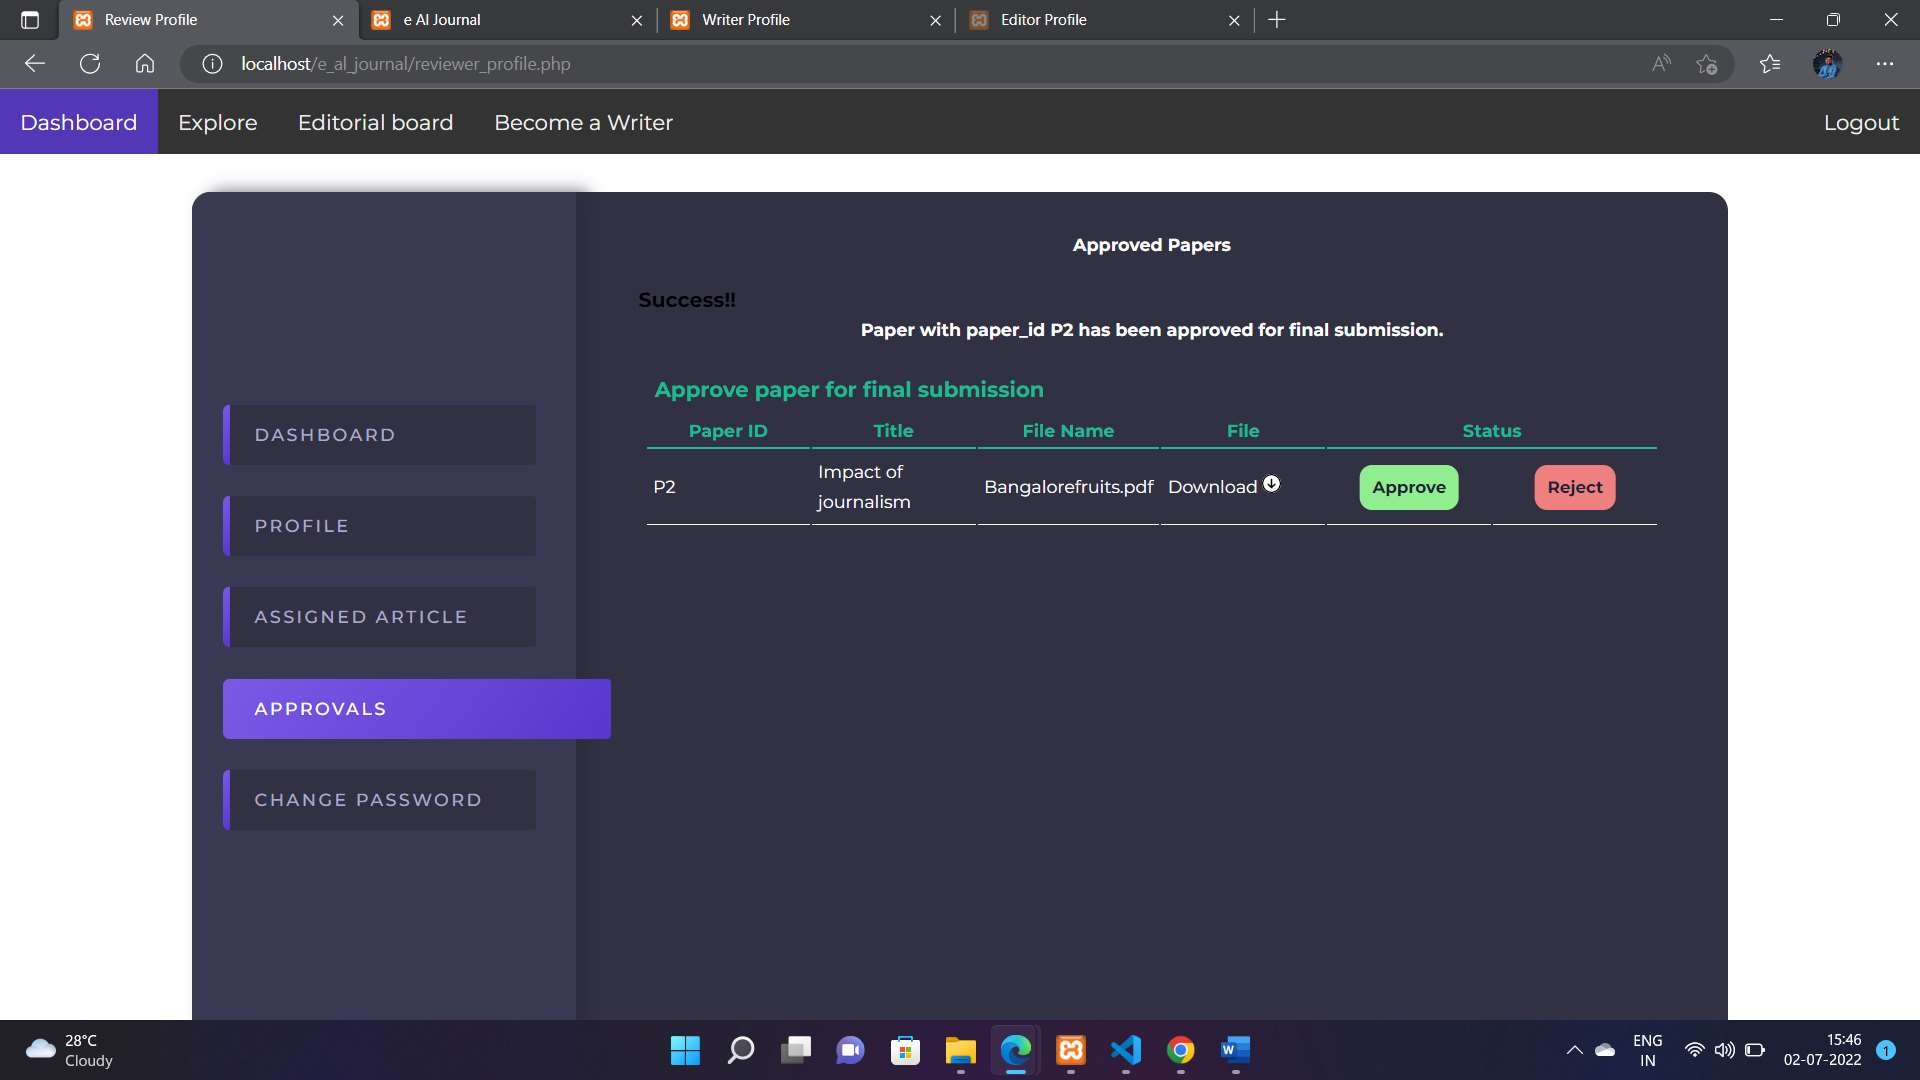 Review Profile
e Al Journal
Writer Profile
Editor Profile
localhost/e_al_journal/reviewer_profile.php
Dashboard
Explore
Editorial board
Become a Writer
Logout
Approved Papers
Success!!
Paper with paper_id P2 has been approved for final submission.
Approve paper for final submission
Paper ID Title File Name File Status
P2 Impact of journalism Bangalorefruits.pdf Download Approve Reject
DASHBOARD
PROFILE
ASSIGNED ARTICLE
APPROVALS
CHANGE PASSWORD
28°C
Cloudy
ENG
IN
15:46
02-07-2022
1